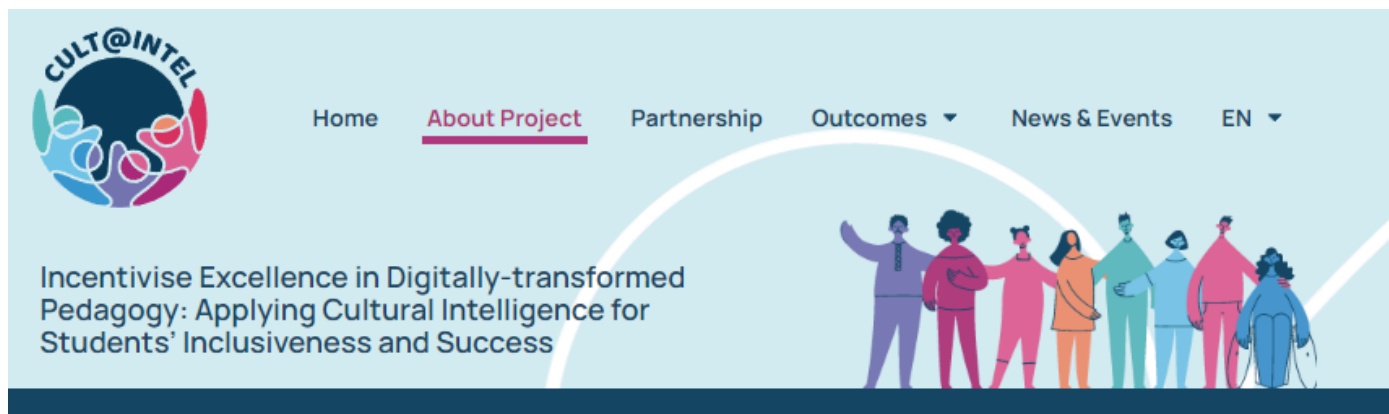 CULT@INTEL
Home About Project Partnership Outcomes News & Events EN
Incentivise Excellence in Digitally-transformed
Pedagogy: Applying Cultural Intelligence for
Students' Inclusiveness and Success